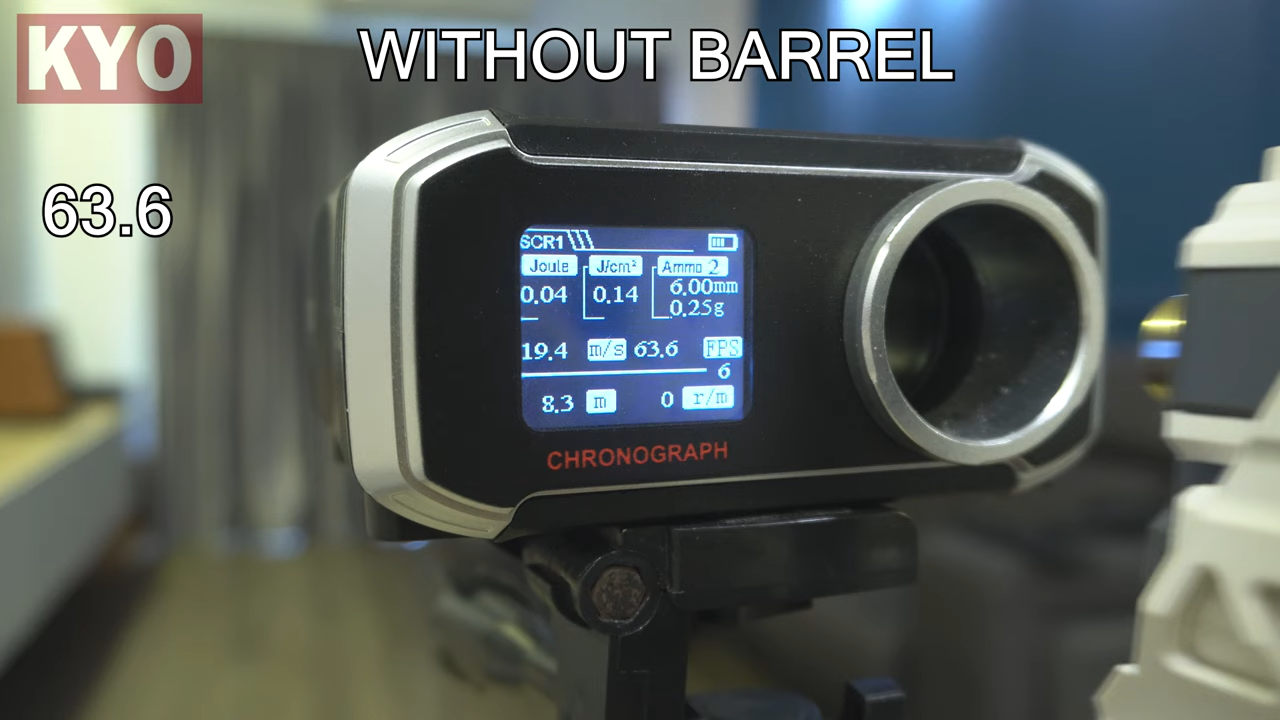 KYO
WITHOUT BARREL
63.6
SCR1
Joule J/cm² Ammo 2
0.04 0.14 6.00mm
0.25g
19.4 m/s 63.6 FPS
6
8.3 m 0 r/m
CHRONOGRAPH